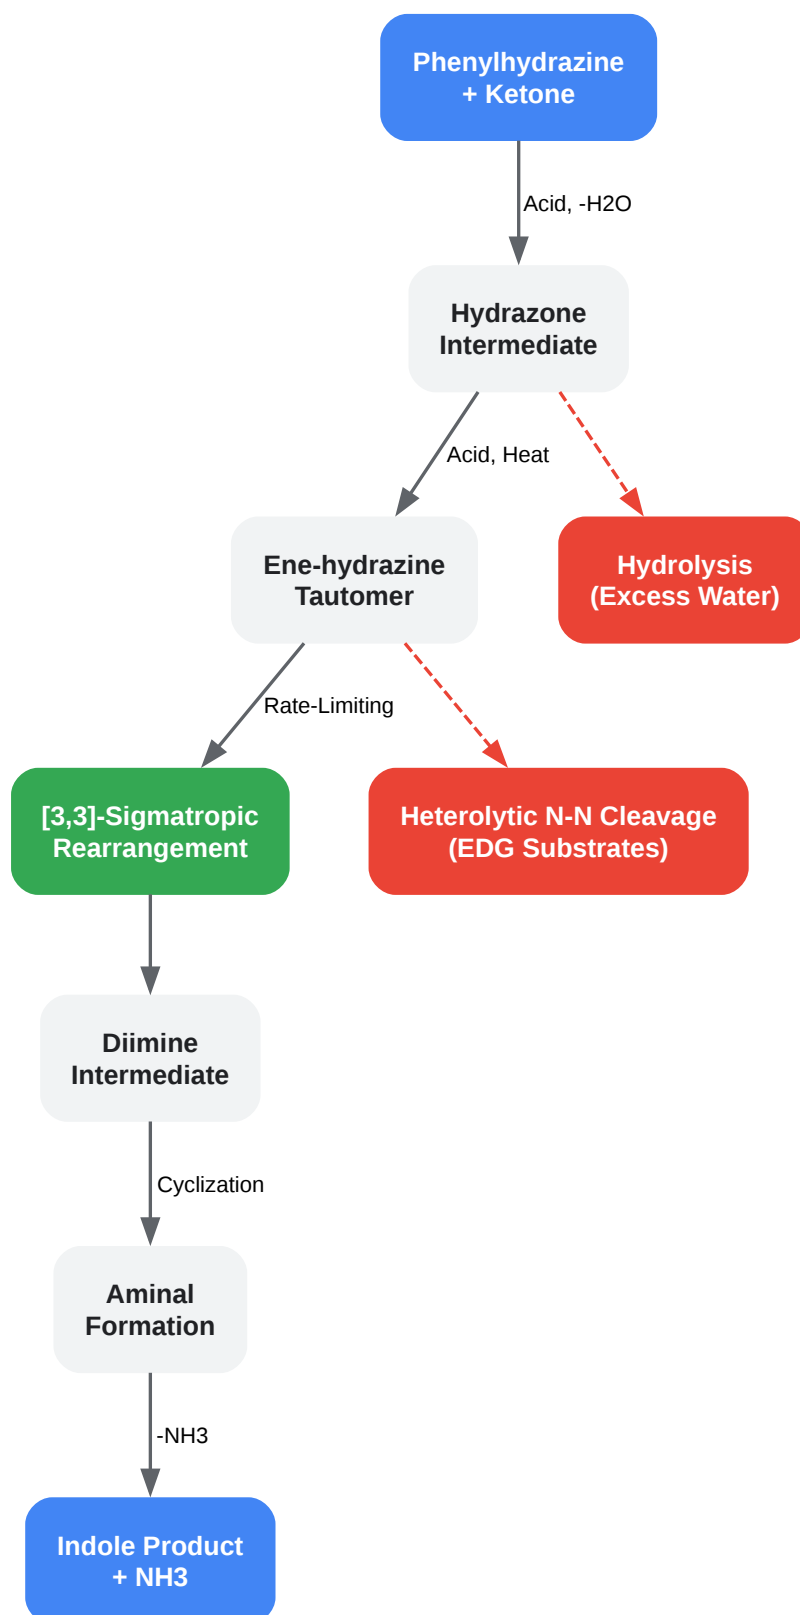 Phenylhydrazine
+ Ketone
Acid, -H2O
Hydrazone
Intermediate
Acid, Heat
Ene-hydrazine
Tautomer
Hydrolysis
(Excess Water)
Rate-Limiting
[3,3]-Sigmatropic
Rearrangement
Heterolytic N-N Cleavage
(EDG Substrates)
Diimine
Intermediate
Cyclization
Aminal
Formation
-NH3
Indole Product
+ NH3